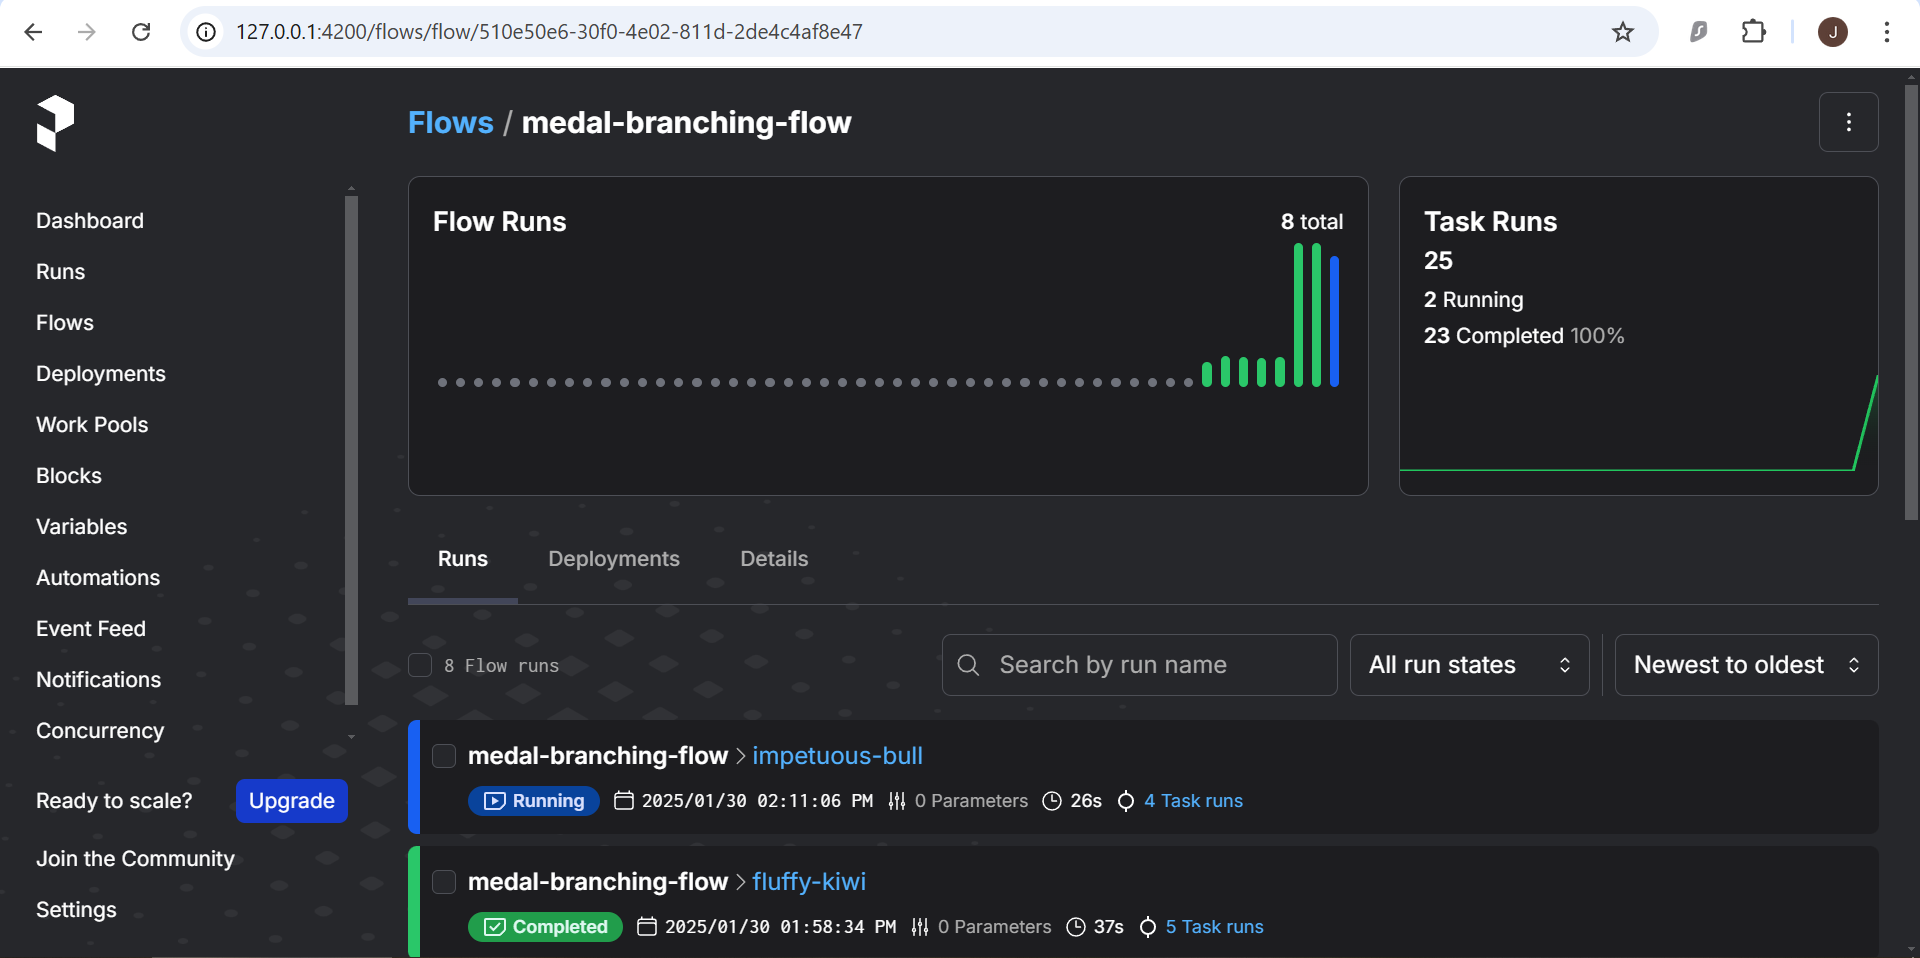 127.0.0.1:4200/flows/flow/510e50e6-30f0-4e02-811d-2de4c4af8e47
J
Flows / medal-branching-flow
Dashboard
Runs
Flows
Deployments
Work Pools
Blocks
Variables
Automations
Event Feed
Notifications
Concurrency
Ready to scale?
Upgrade
Join the Community
Settings
Flow Runs
8 total
Task Runs
25
2 Running
23 Completed 100%
Runs
Deployments
Details
8 Flow runs
Search by run name
All run states
Newest to oldest
medal-branching-flow > impetuous-bull
Running 2025/01/30 02:11:06 PM 0 Parameters 26s 4 Task runs
medal-branching-flow > fluffy-kiwi
Completed 2025/01/30 01:58:34 PM 0 Parameters 37s 5 Task runs